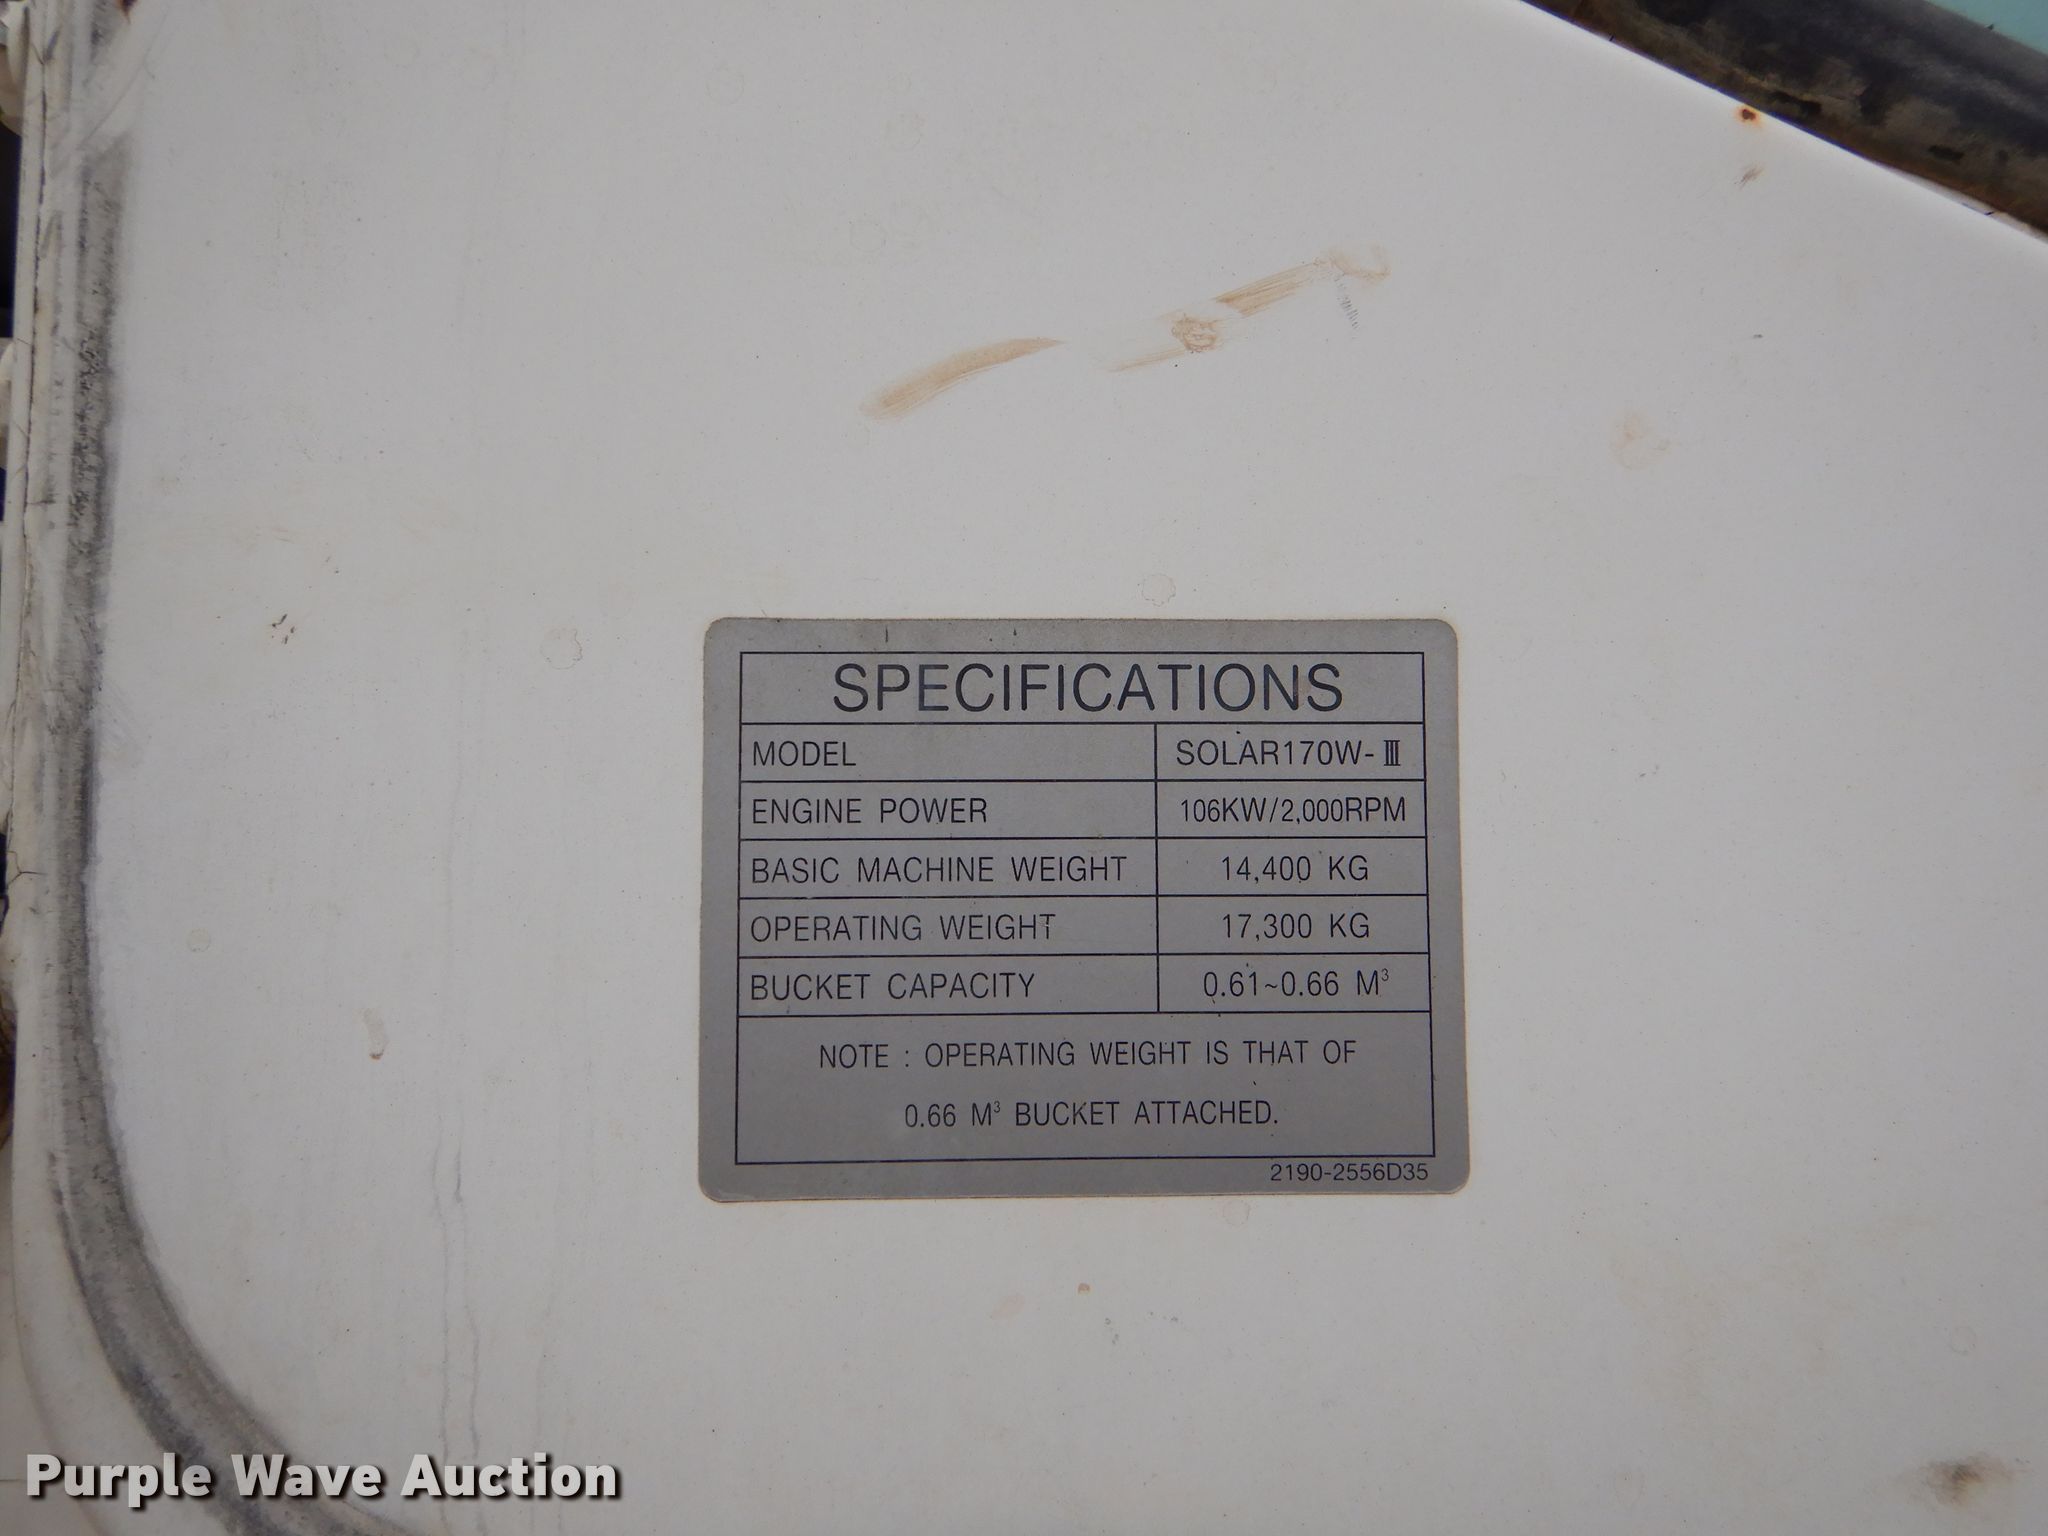 SPECIFICATIONS
MODEL SOLAR170W-Ⅲ
ENGINE POWER 106KW/2,000RPM
BASIC MACHINE WEIGHT 14,400 KG
OPERATING WEIGHT 17,300 KG
BUCKET CAPACITY 0.61~0.66 M³
NOTE : OPERATING WEIGHT IS THAT OF
0.66 M³ BUCKET ATTACHED.
2190-2556D35
Purple Wave Auction